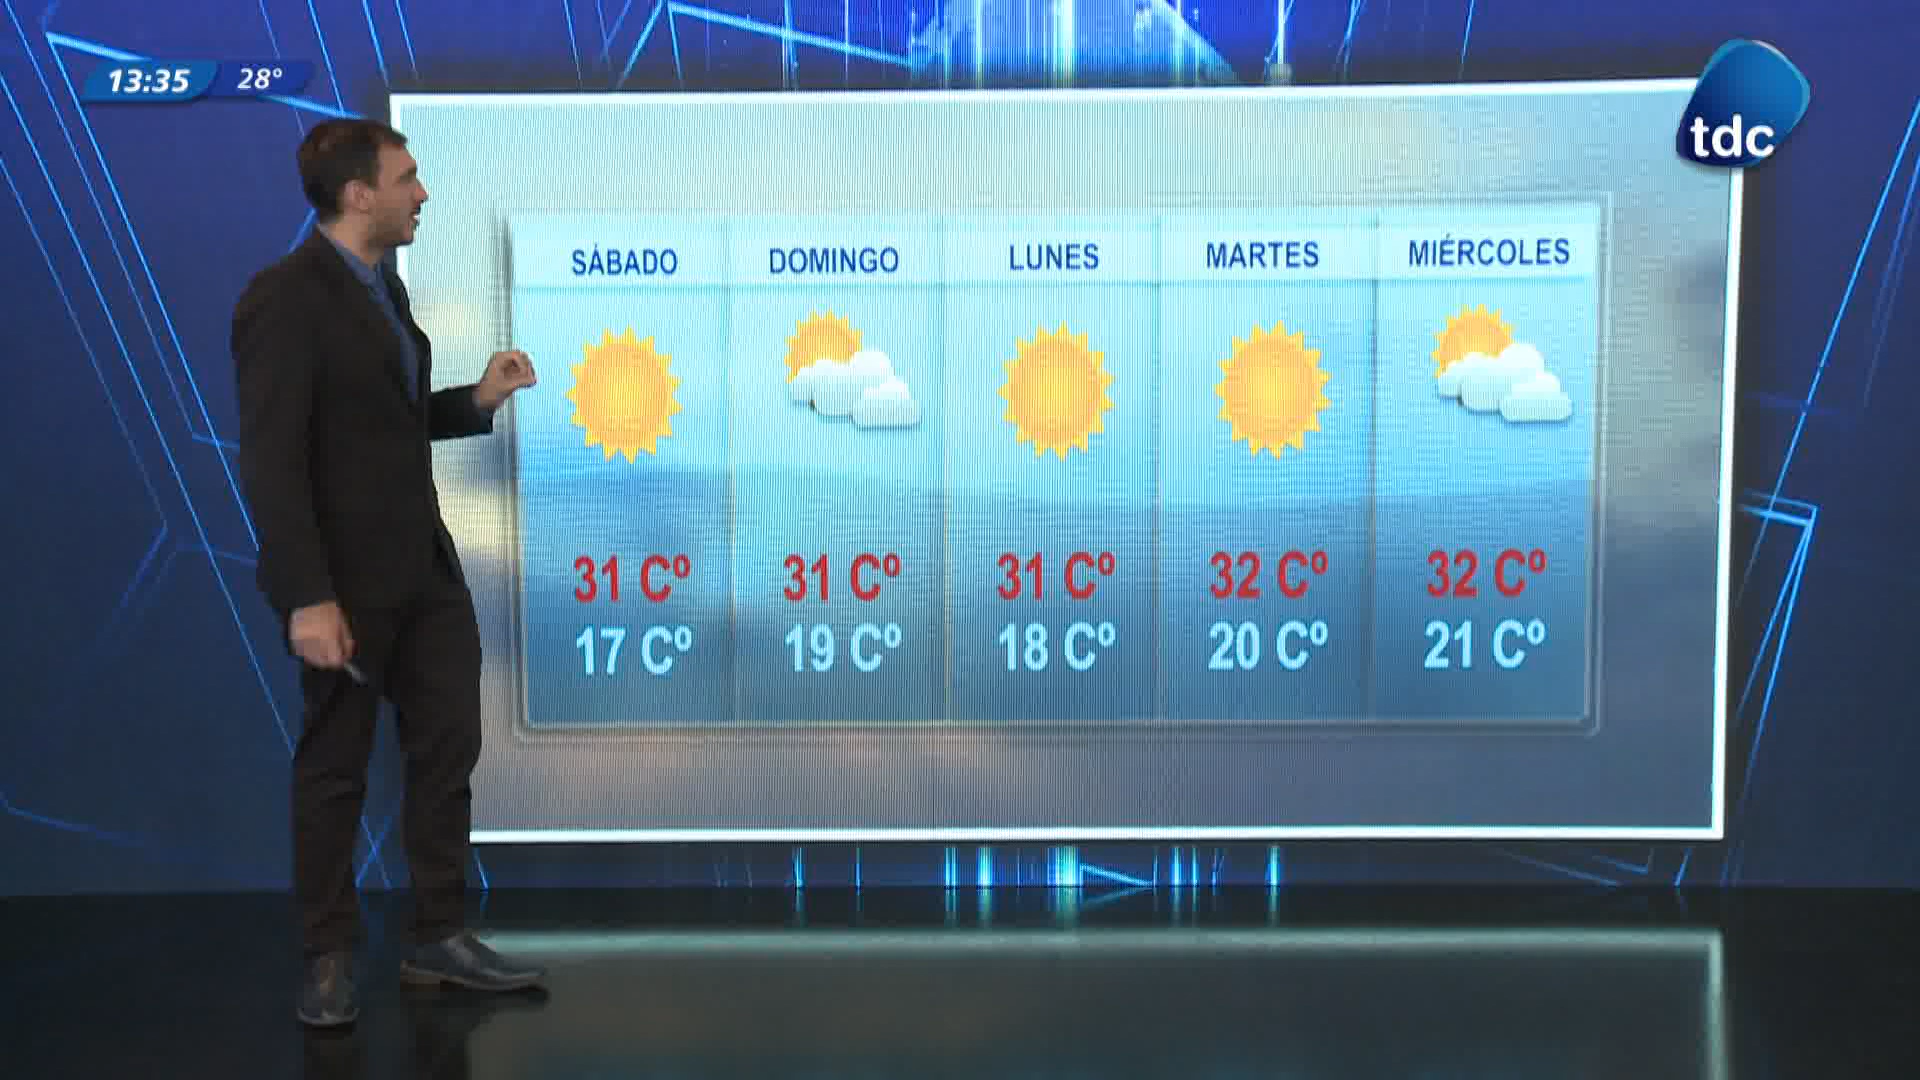 13:35 28°
tdc
SÁBADO DOMINGO LUNES MARTES MIÉRCOLES
31 Cº 31 Cº 31 Cº 32 Cº 32 Cº
17 Cº 19 Cº 18 Cº 20 Cº 21 Cº